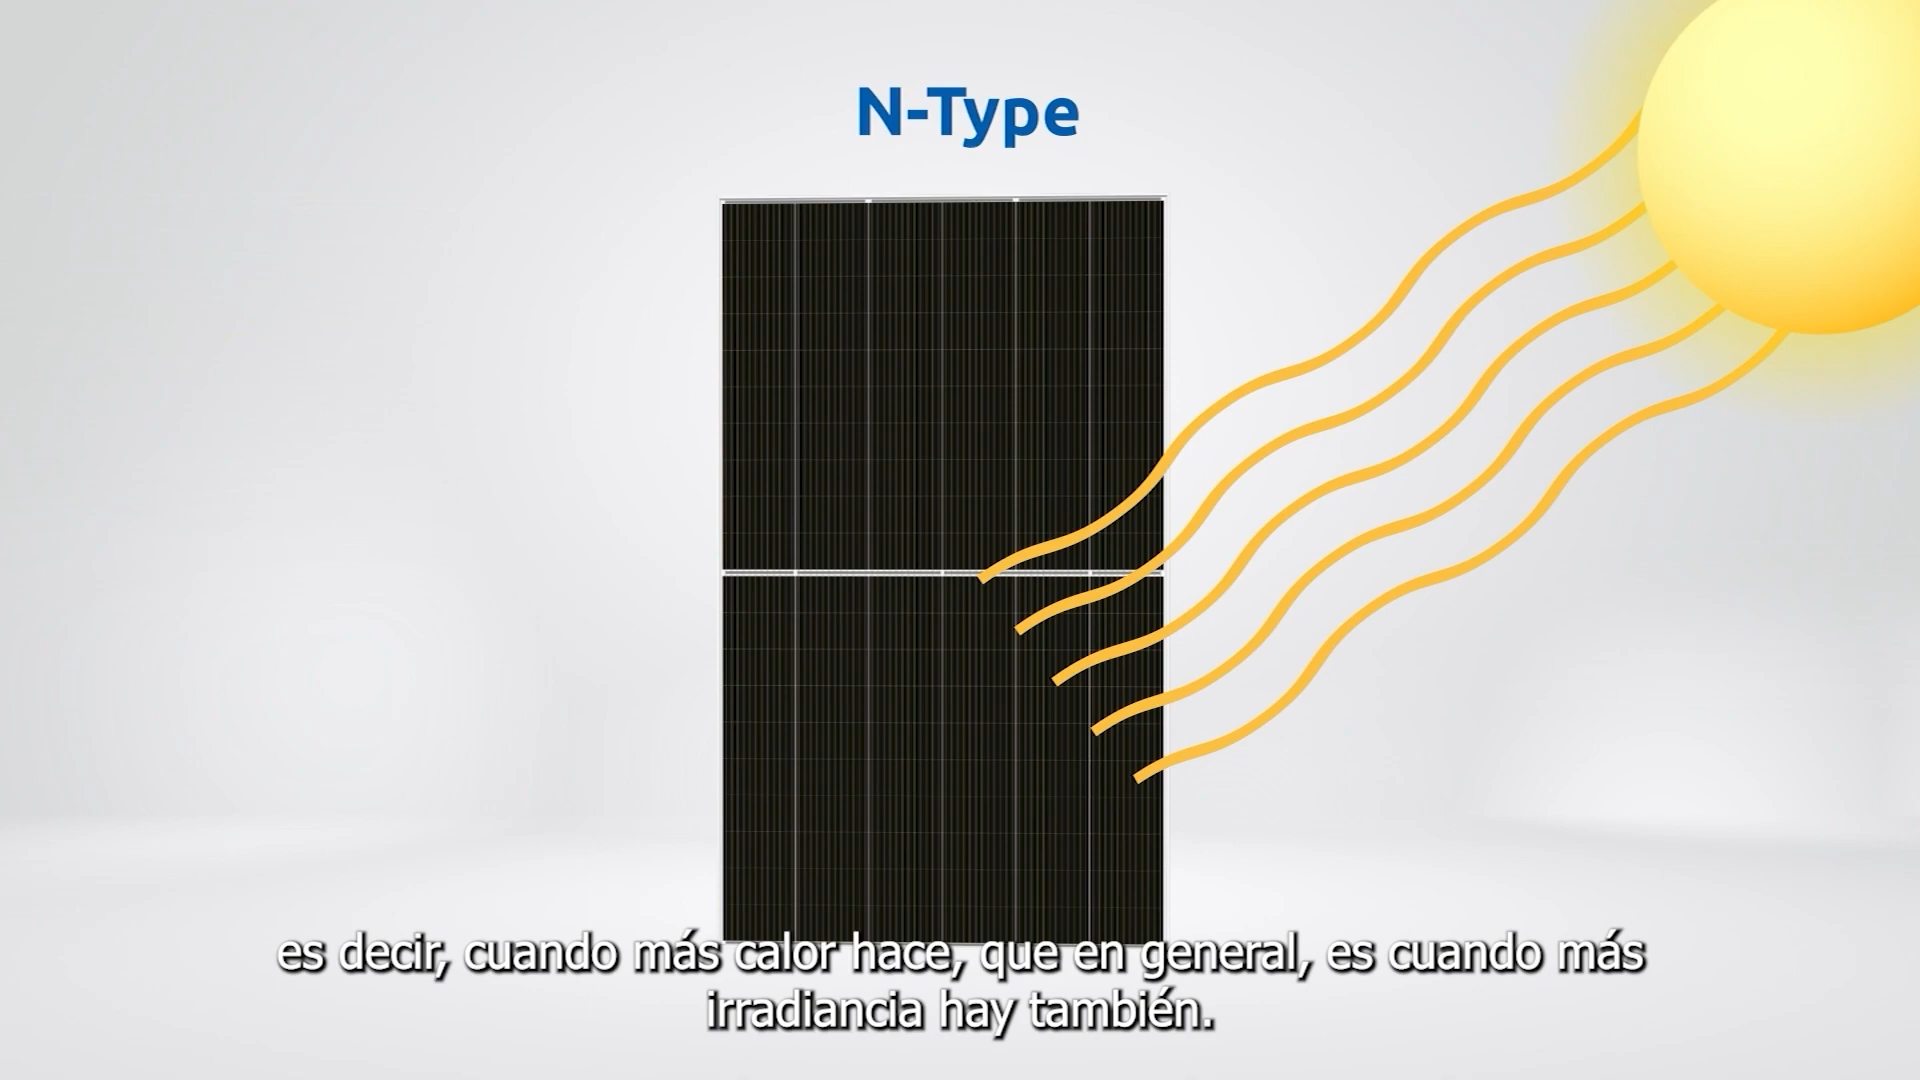 N-Type
es decir, cuando más calor hace, que en general, es cuando más
irradiancia hay también.